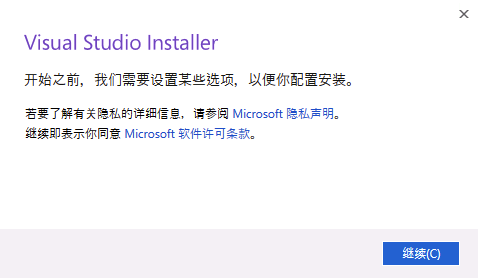 Visual Studio Installer
开始之前，我们需要设置某些选项，以便你配置安装。
若要了解有关隐私的详细信息，请参阅 Microsoft 隐私声明。
继续即表示你同意 Microsoft 软件许可条款。
继续(C)